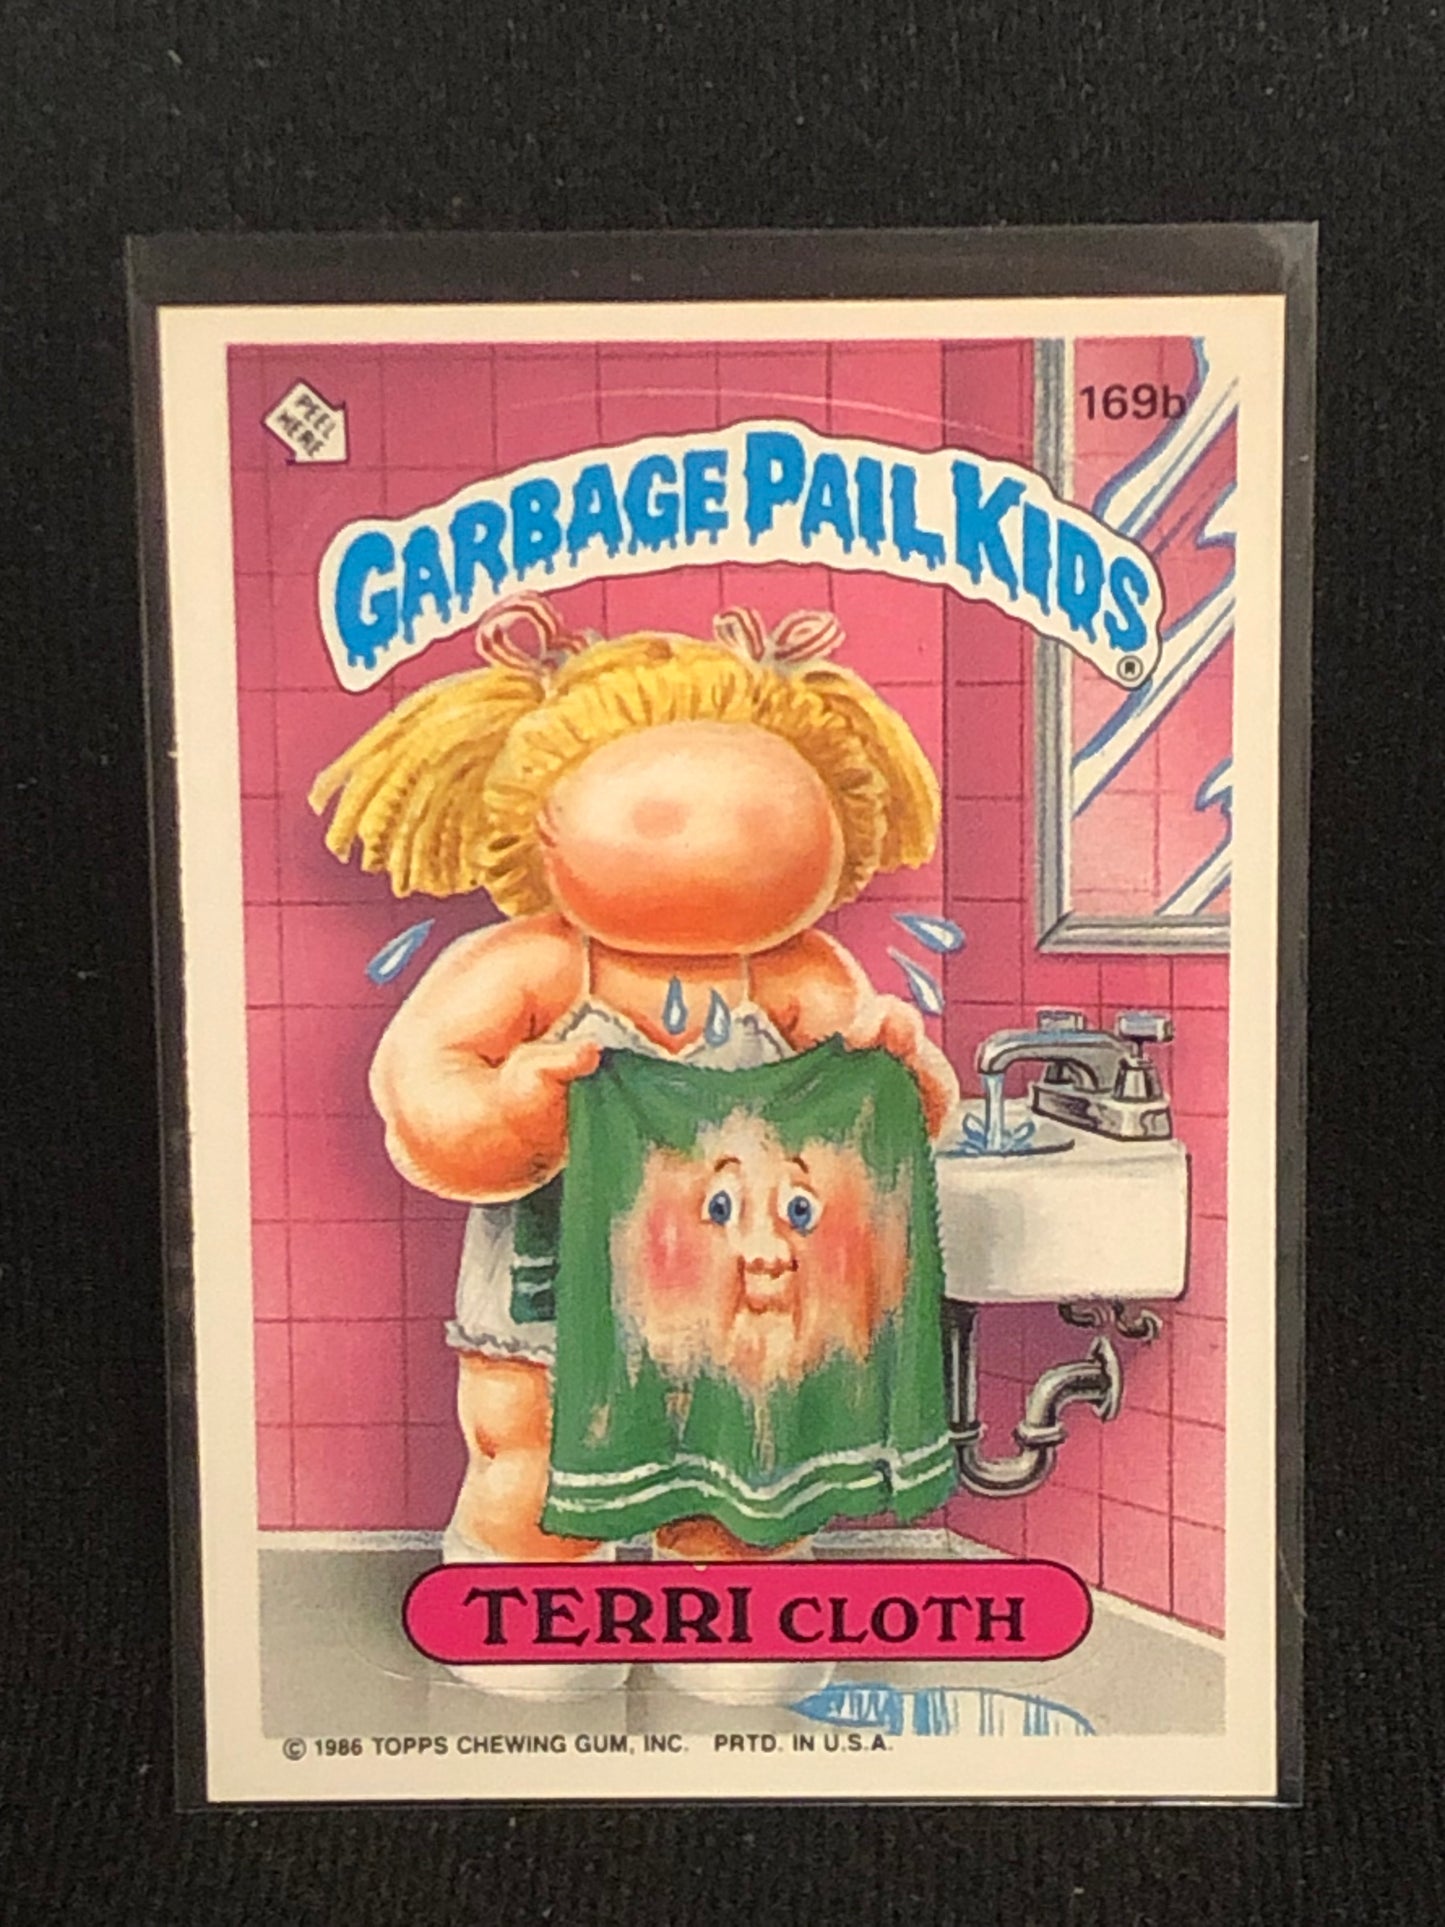 PEEL
HERE
169b
GARBAGE PAIL KIDS
®
TERRI CLOTH
© 1986 TOPPS CHEWING GUM, INC. PRTD. IN U.S.A.